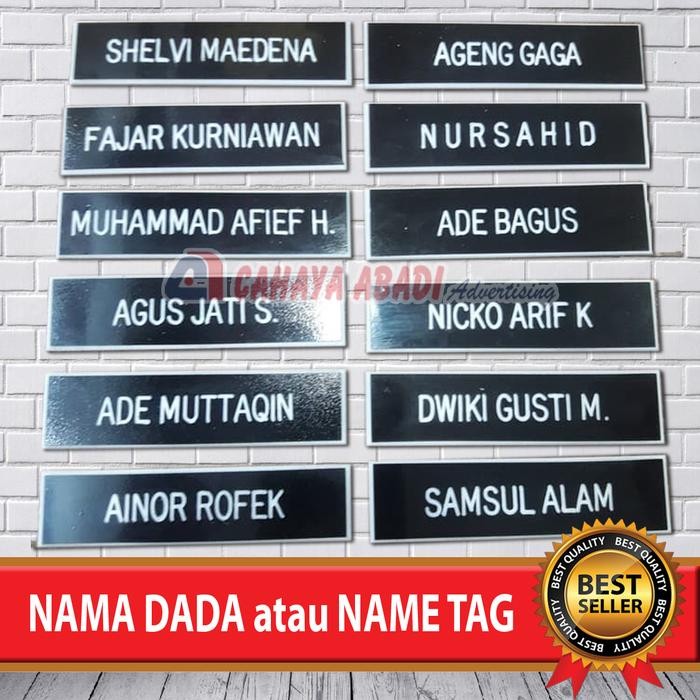 SHELVI MAEDENA
AGENG GAGA
FAJAR KURNIAWAN
NURSAHID
MUHAMMAD AFIEF H.
ADE BAGUS
CAHAYA ABADI
Advertising
AGUS JATI S.
NICKO ARIF K
ADE MUTTAQIN
DWIKI GUSTI M.
AINOR ROFEK
SAMSUL ALAM
NAMA DADA atau NAME TAG
BEST QUALITY BEST QUALITY
BEST
SELLER
BEST QUALITY BEST QUALITY